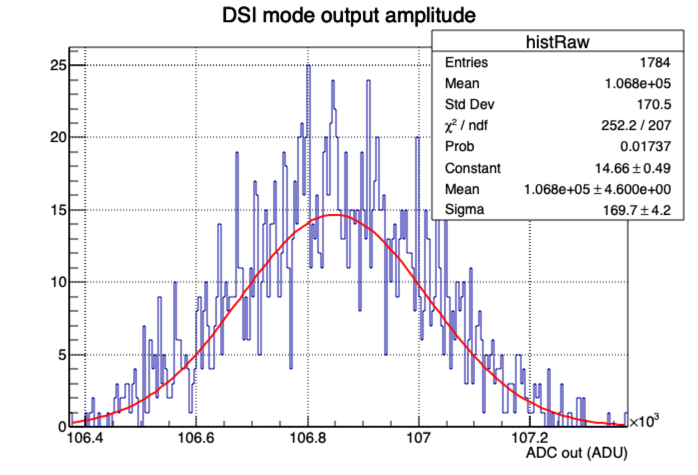 DSI mode output amplitude
histRaw
Entries 1784
Mean 1.068e+05
Std Dev 170.5
χ² / ndf 252.2 / 207
Prob 0.01737
Constant 14.66 ± 0.49
Mean 1.068e+05 ± 4.600e+00
Sigma 169.7 ± 4.2
25
20
15
10
5
0
106.4 106.6 106.8 107 107.2 ×10³
ADC out (ADU)